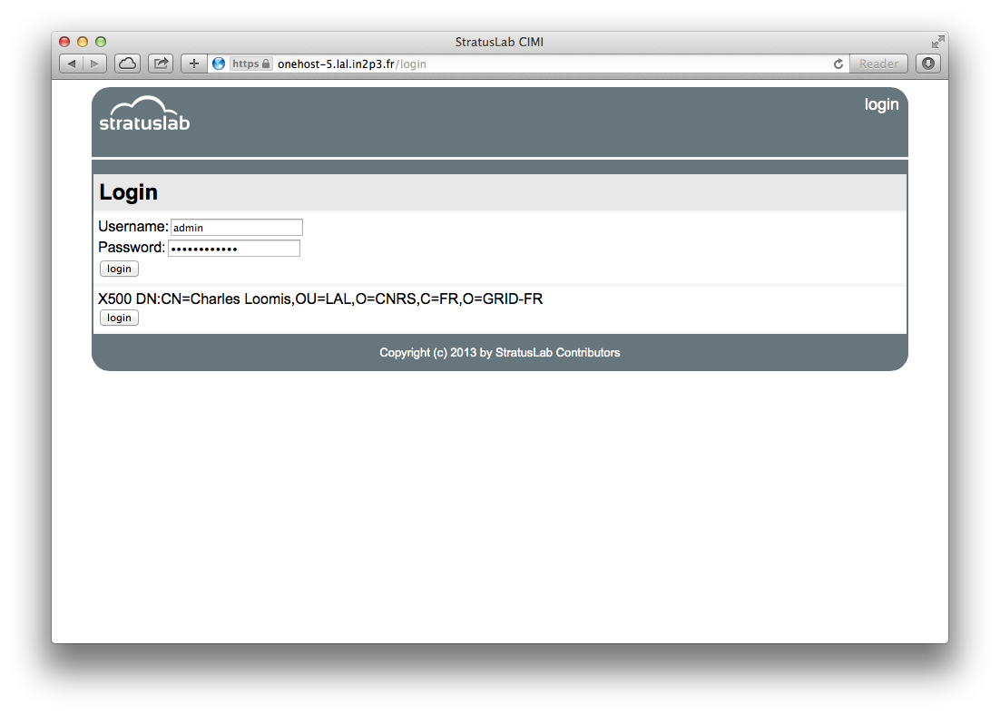 StratusLab CIMI
https onehost-5.lal.in2p3.fr/login
Reader
stratuslab
login
Login
Username: admin
Password: ••••••••••••
login
X500 DN:CN=Charles Loomis,OU=LAL,O=CNRS,C=FR,O=GRID-FR
login
Copyright (c) 2013 by StratusLab Contributors